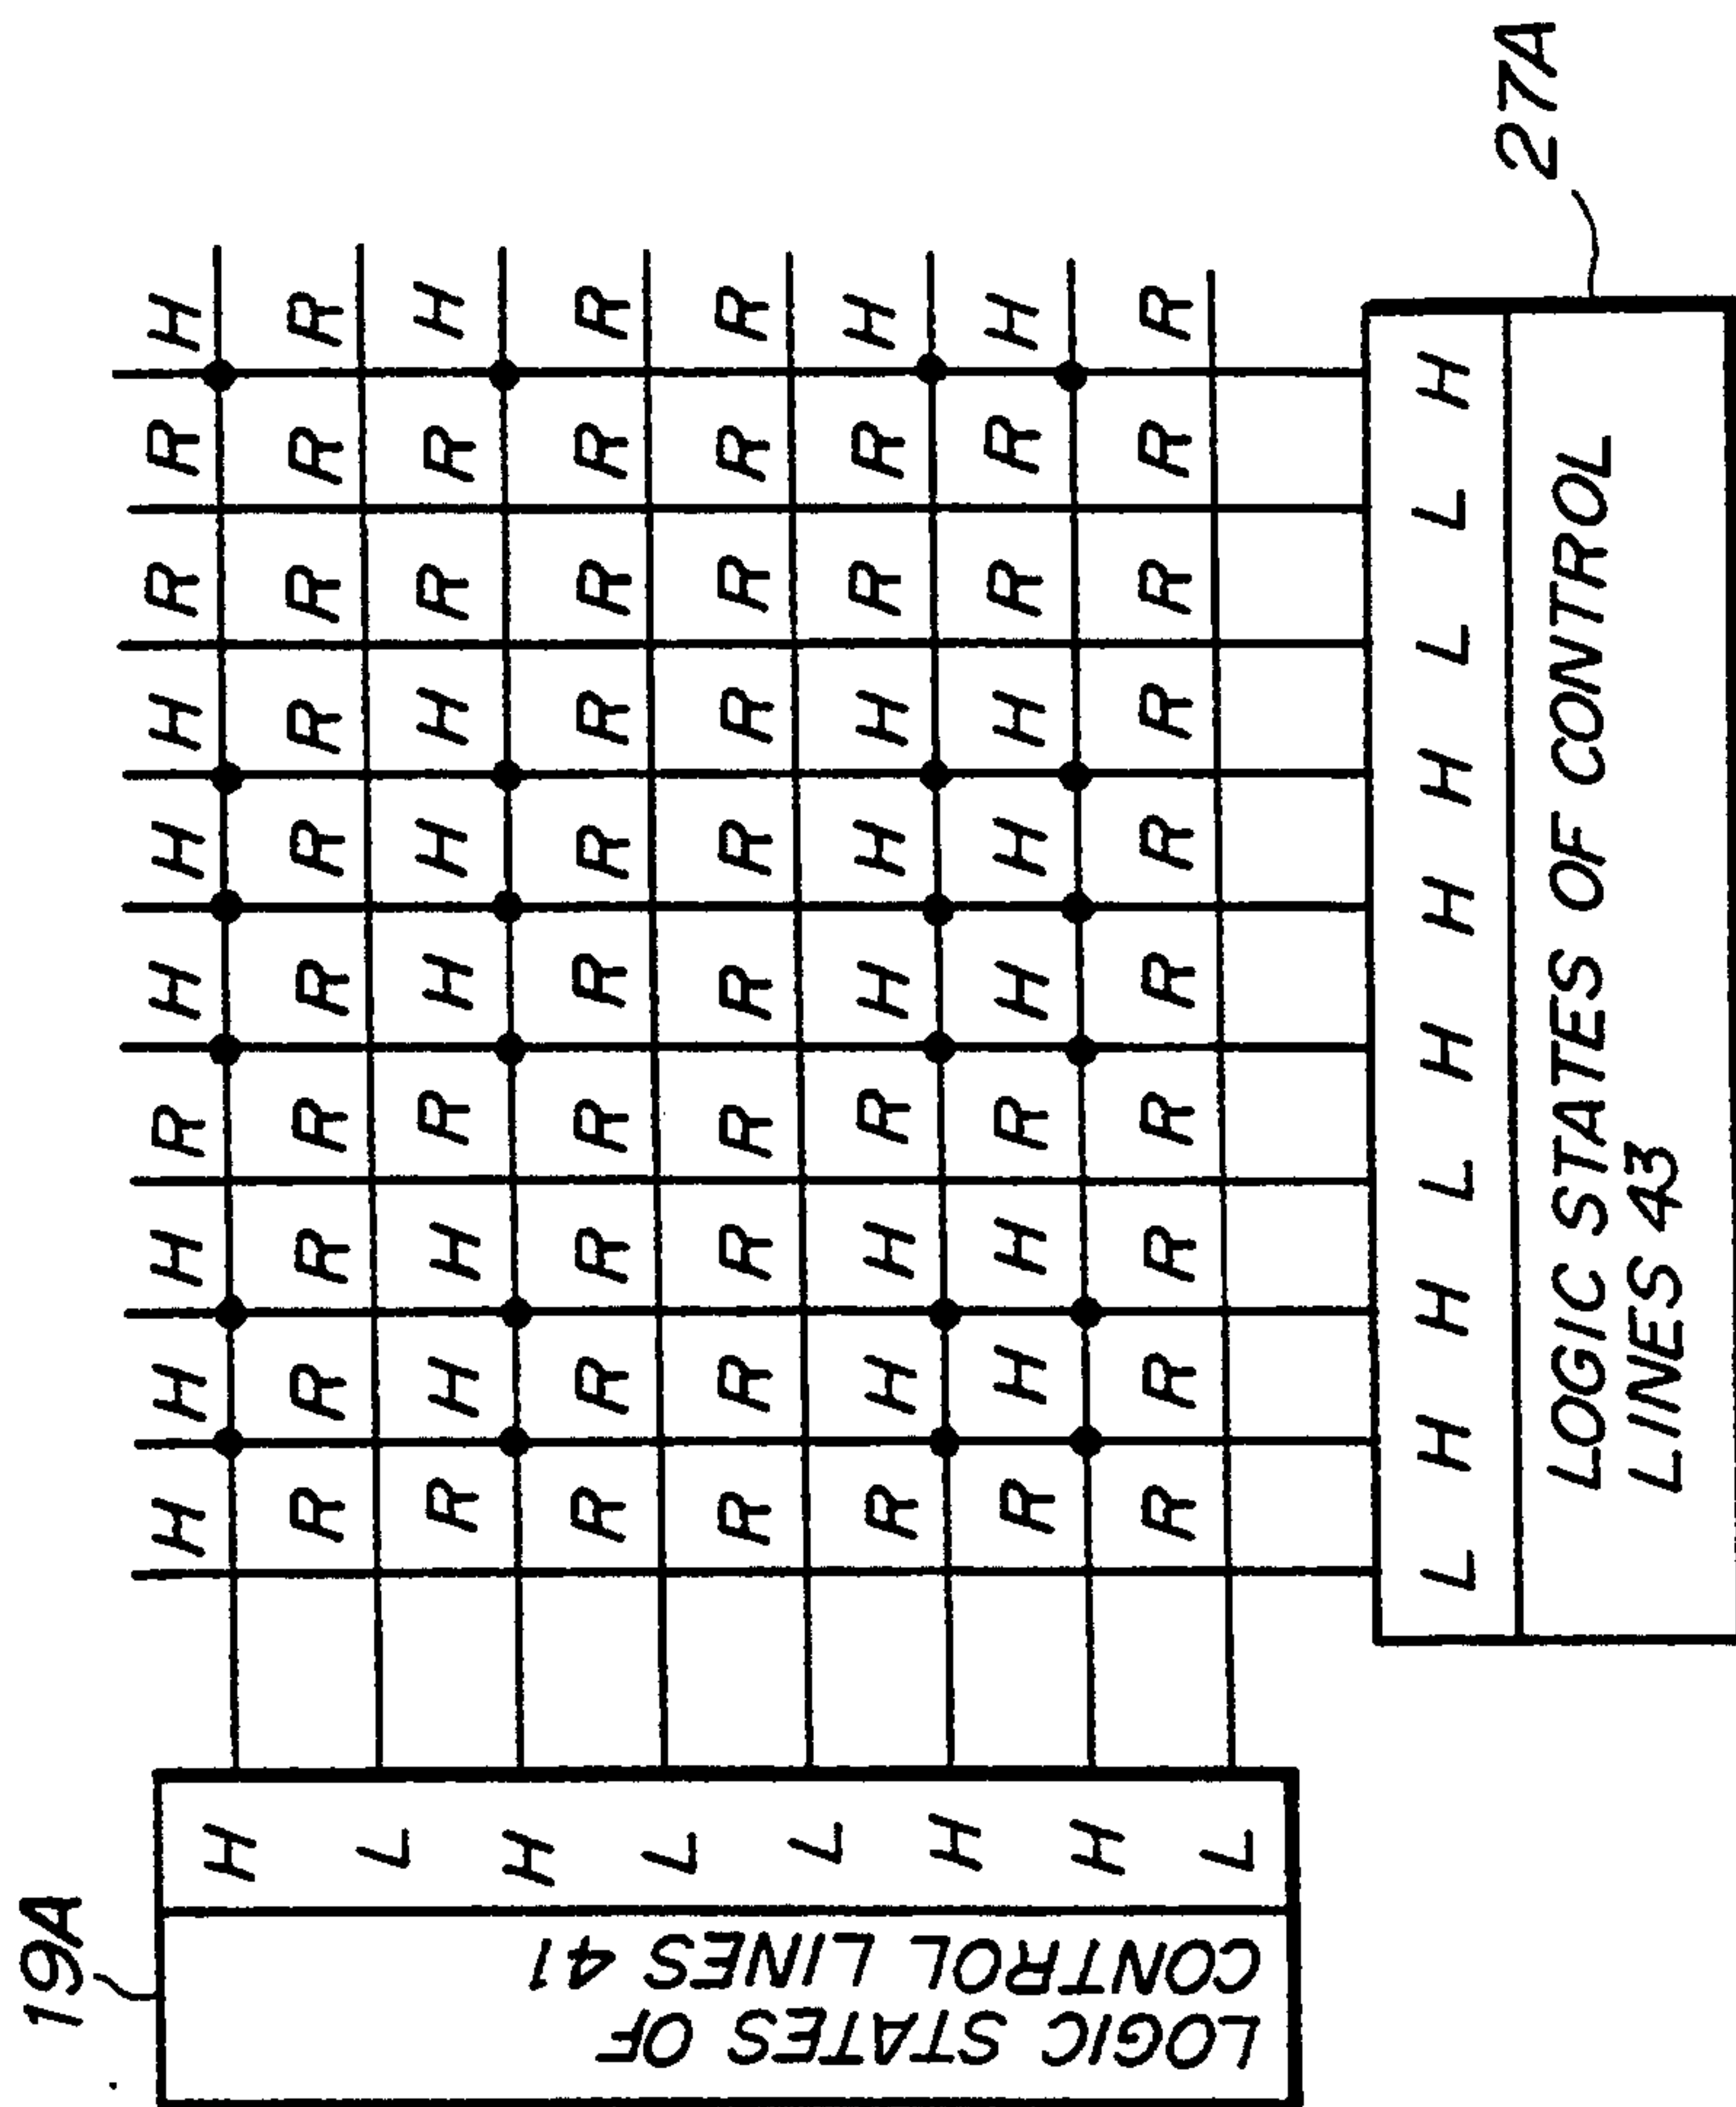 19A
LOGIC STATES OF
CONTROL LINES 41
H H H H R H H H R R H
L R R R R R R R R R R
H R H H R H H H R R H
L R R R R R R R R R R
L R R R R R R R R R R
H R H H R H H H R R H
H R H H R H H H R R H
L R R R R R R R R R R
L H H L H H H L L H
LOGIC STATES OF CONTROL
LINES 43
27A